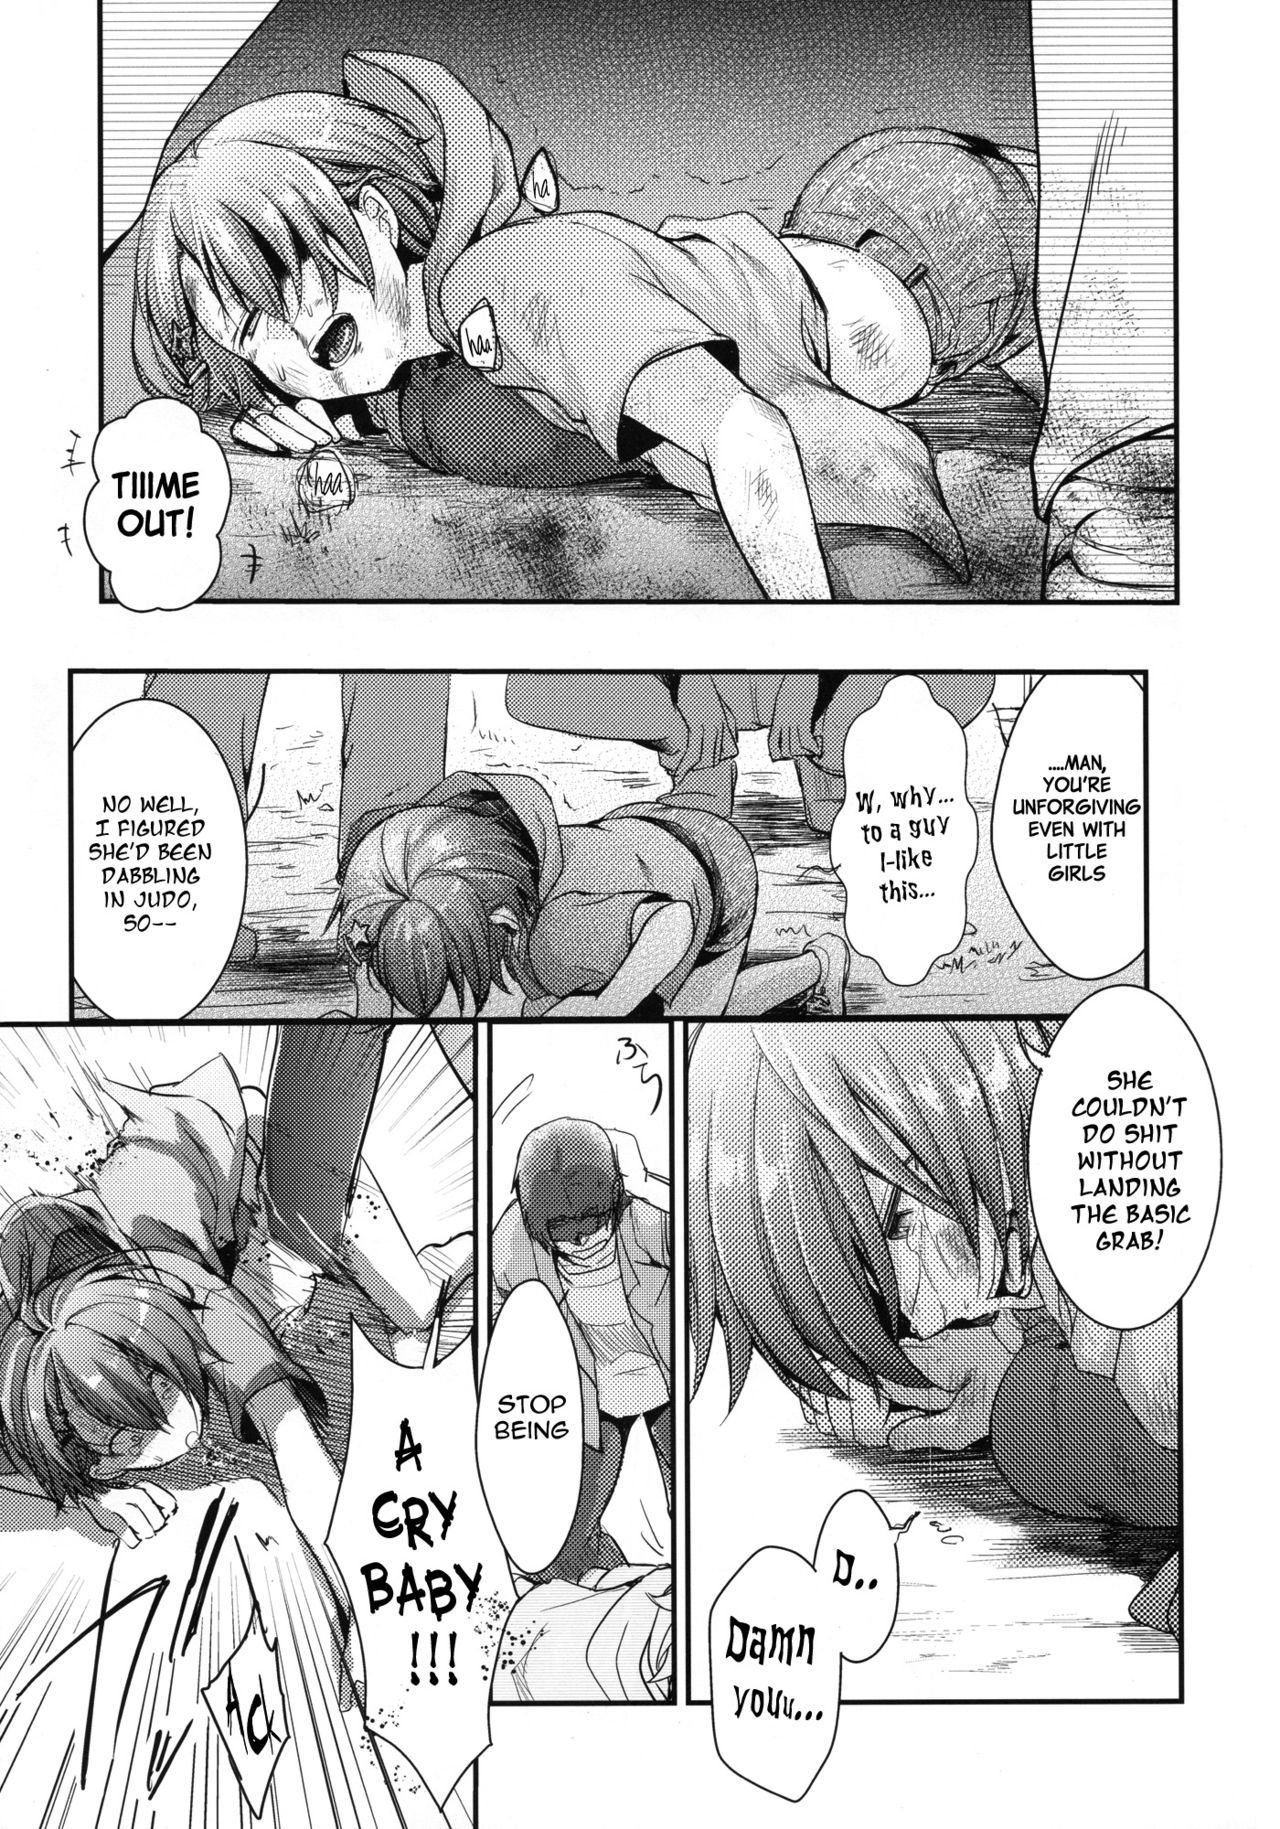 ha
haa
haa
TIIIME
OUT!
....MAN,
YOU'RE
UNFORGIVING
EVEN WITH
LITTLE
GIRLS
W, why...
to a guy
l-like
this...
NO WELL,
I FIGURED
SHE'D BEEN
DABBLING
IN JUDO,
SO--
SHE
COULDN'T
DO SHIT
WITHOUT
LANDING
THE BASIC
GRAB!
D..
Damn
youu...
STOP
BEING
A
CRY
BABY
!!!
Ack